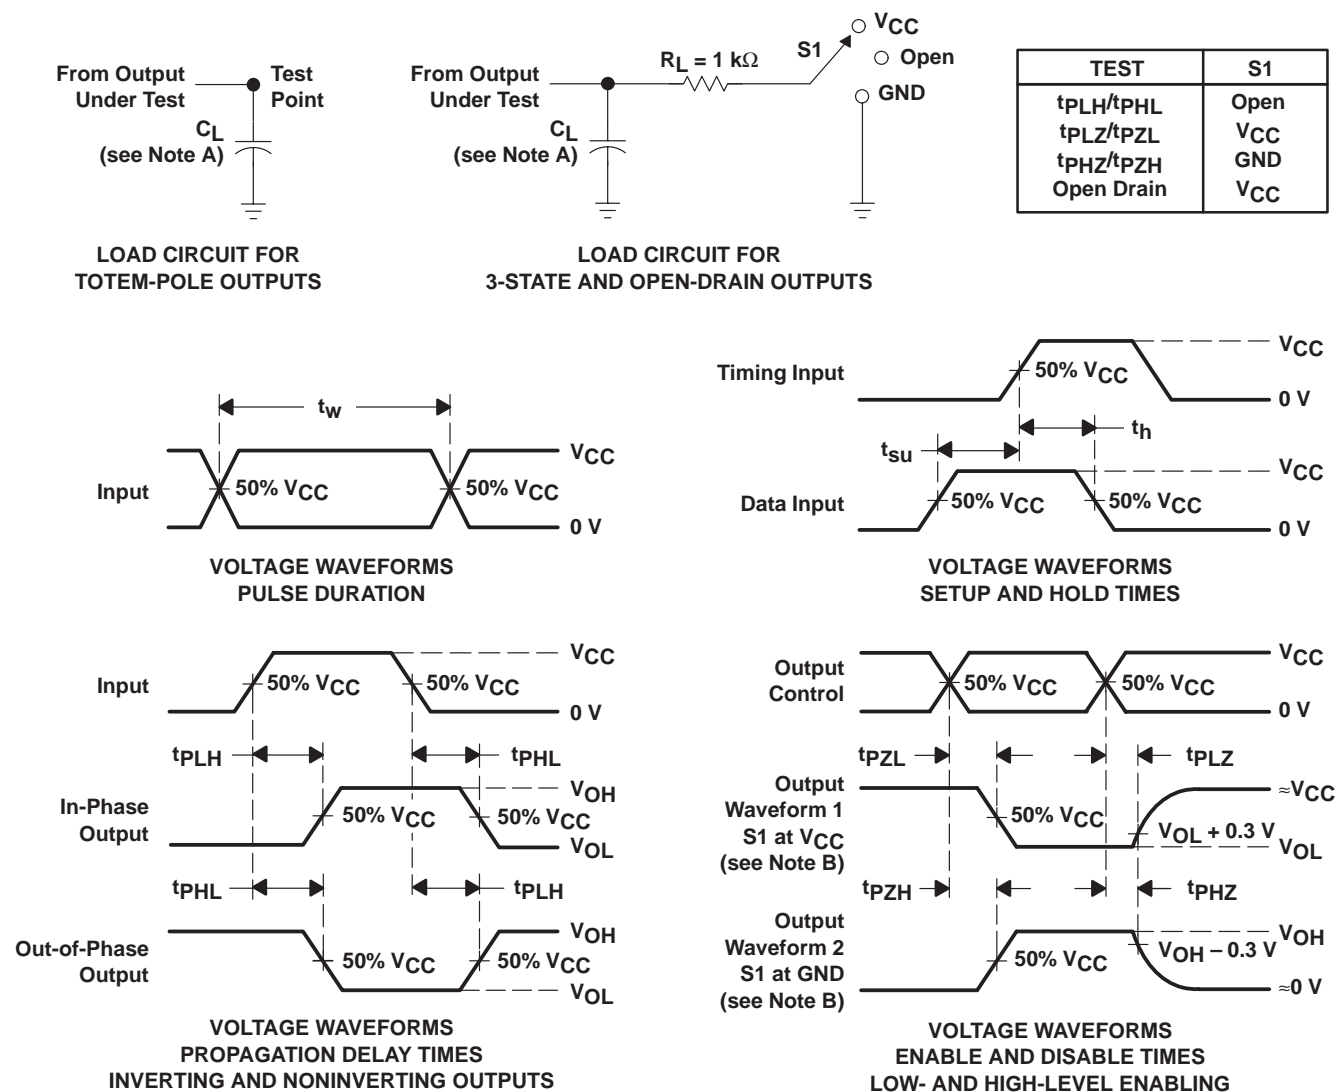 From Output
Under Test
Test
Point
CL
(see Note A)
LOAD CIRCUIT FOR
TOTEM-POLE OUTPUTS
From Output
Under Test
RL = 1 kΩ
S1
VCC
Open
GND
CL
(see Note A)
LOAD CIRCUIT FOR
3-STATE AND OPEN-DRAIN OUTPUTS
TEST S1
tPLH/tPHL Open
tPLZ/tPZL VCC
tPHZ/tPZH GND
Open Drain VCC
tw
Input
50% VCC
50% VCC
VCC
0 V
VOLTAGE WAVEFORMS
PULSE DURATION
Timing Input
50% VCC
VCC
0 V
tsu
th
Data Input
50% VCC
50% VCC
VCC
0 V
VOLTAGE WAVEFORMS
SETUP AND HOLD TIMES
Input
50% VCC
50% VCC
VCC
0 V
tPLH
tPHL
In-Phase
Output
50% VCC
50% VCC
VOH
VOL
tPHL
tPLH
Out-of-Phase
Output
50% VCC
50% VCC
VOH
VOL
VOLTAGE WAVEFORMS
PROPAGATION DELAY TIMES
INVERTING AND NONINVERTING OUTPUTS
Output
Control
50% VCC
50% VCC
VCC
0 V
tPZL
tPLZ
Output
Waveform 1
S1 at VCC
(see Note B)
50% VCC
≈VCC
VOL + 0.3 V
VOL
tPZH
tPHZ
Output
Waveform 2
S1 at GND
(see Note B)
50% VCC
VOH
VOH − 0.3 V
≈0 V
VOLTAGE WAVEFORMS
ENABLE AND DISABLE TIMES
LOW- AND HIGH-LEVEL ENABLING